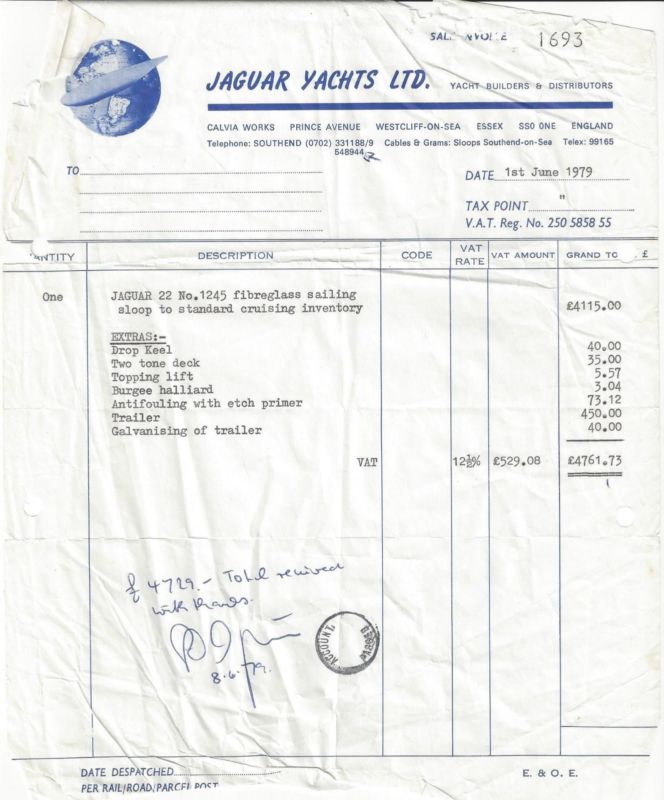 1693
JAGUAR YACHTS LTD. YACHT BUILDERS & DISTRIBUTORS
CALVIA WORKS PRINCE AVENUE WESTCLIFF-ON-SEA ESSEX SS0 0NE ENGLAND
Telephone: SOUTHEND (0702) 331188/9 Cables & Grams: Sloops Southend-on-Sea Telex: 99165
548944
TO
DATE 1st June 1979
TAX POINT "
V.A.T. Reg. No. 250 5858 55
NTITY DESCRIPTION CODE VAT RATE VAT AMOUNT GRAND TO £
One JAGUAR 22 No.1245 fibreglass sailing
sloop to standard cruising inventory £4115.00
EXTRAS:-
Drop Keel 40.00
Two tone deck 35.00
Topping lift 5.57
Burgee halliard 3.04
Antifouling with etch primer 73.12
Trailer 450.00
Galvanising of trailer 40.00
VAT 12½% £529.08 £4761.73
£4729.- Total received
with thanks.
8.6.79.
ACCOUNT.
PASSED
DATE DESPATCHED
PER RAIL/ROAD/PARCEL POST
E. & O. E.